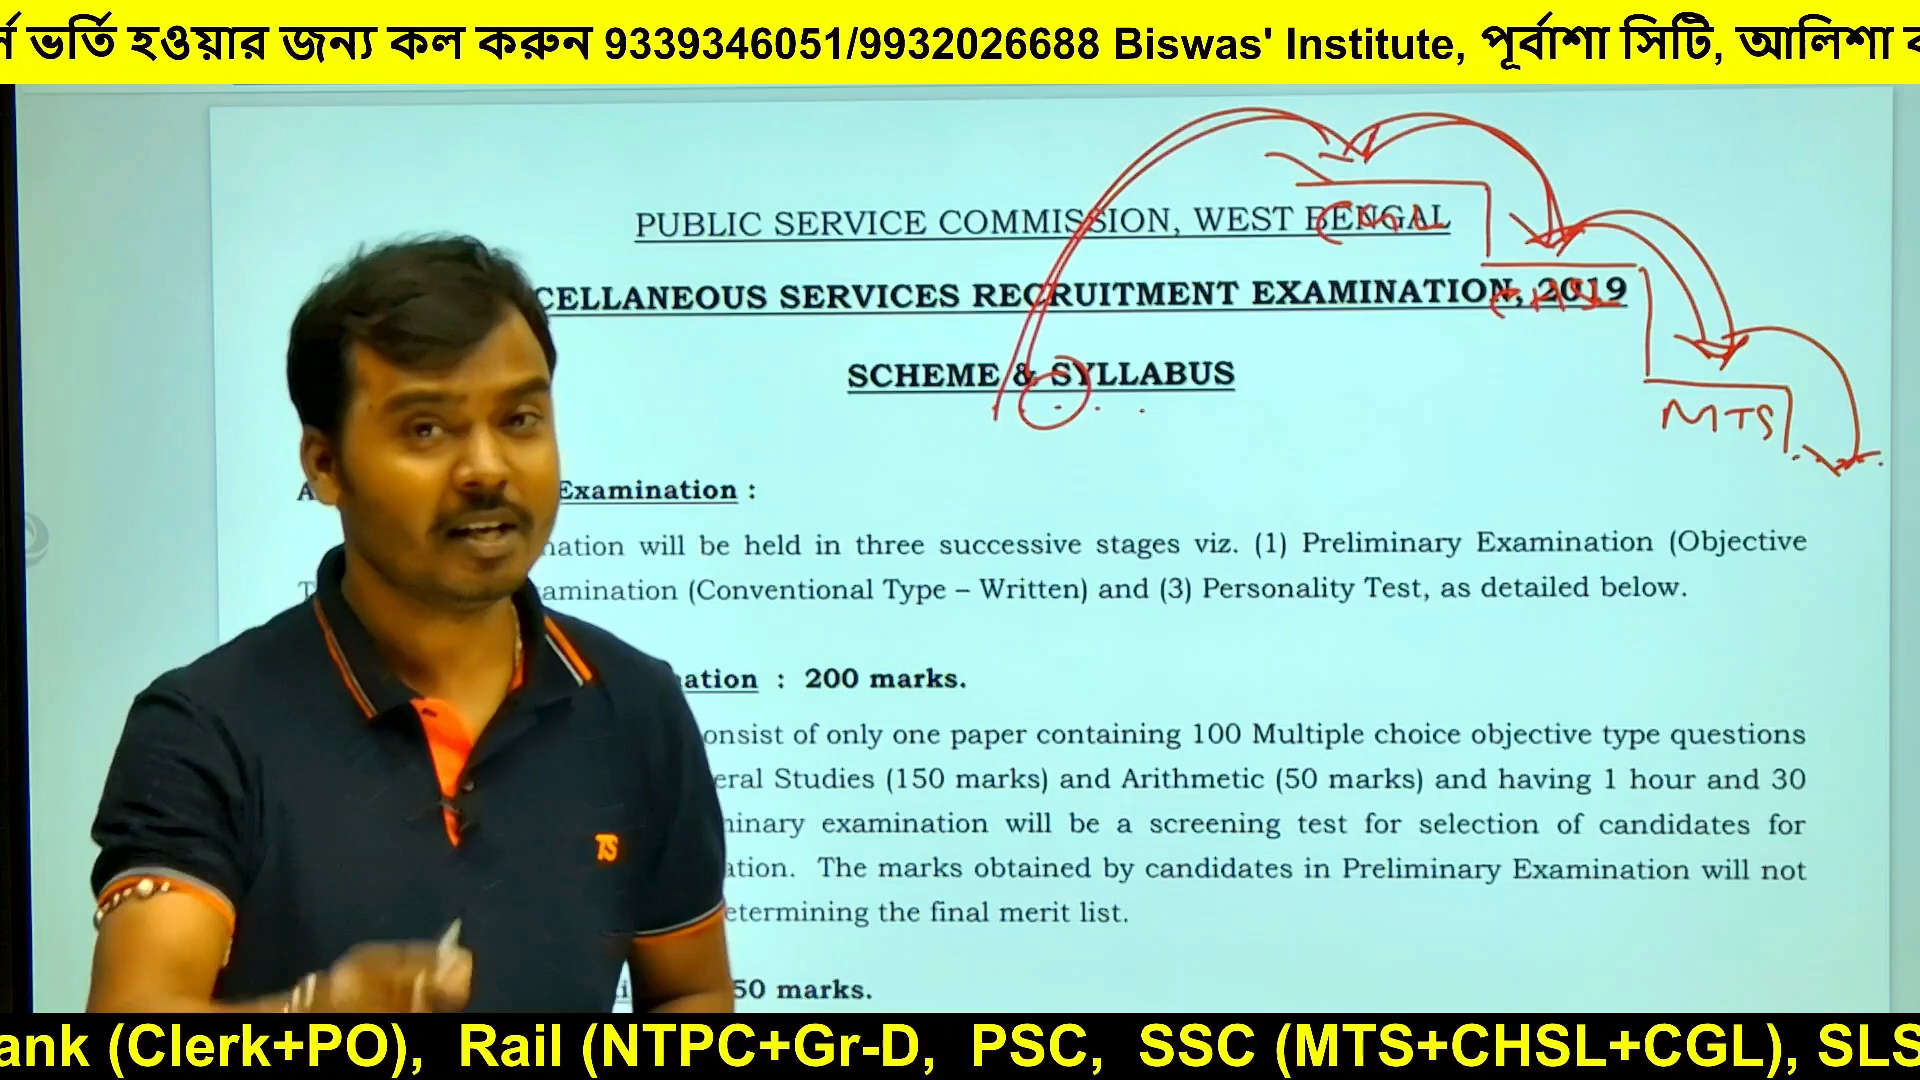 ভর্তি হওয়ার জন্য কল করুন 9339346051/9932026688 Biswas' Institute, পূর্বাশা সিটি, আলিশা
PUBLIC SERVICE COMMISSION, WEST BENGAL
CELLANEOUS SERVICES RECRUITMENT EXAMINATION, 2019
CHSL
SCHEME & SYLLABUS
MTS
Examination :
nation will be held in three successive stages viz. (1) Preliminary Examination (Objective
amination (Conventional Type – Written) and (3) Personality Test, as detailed below.
ation : 200 marks.
onsist of only one paper containing 100 Multiple choice objective type questions
eral Studies (150 marks) and Arithmetic (50 marks) and having 1 hour and 30
inary examination will be a screening test for selection of candidates for
ation. The marks obtained by candidates in Preliminary Examination will not
etermining the final merit list.
50 marks.
TS
ank (Clerk+PO), Rail (NTPC+Gr-D, PSC, SSC (MTS+CHSL+CGL), SLS